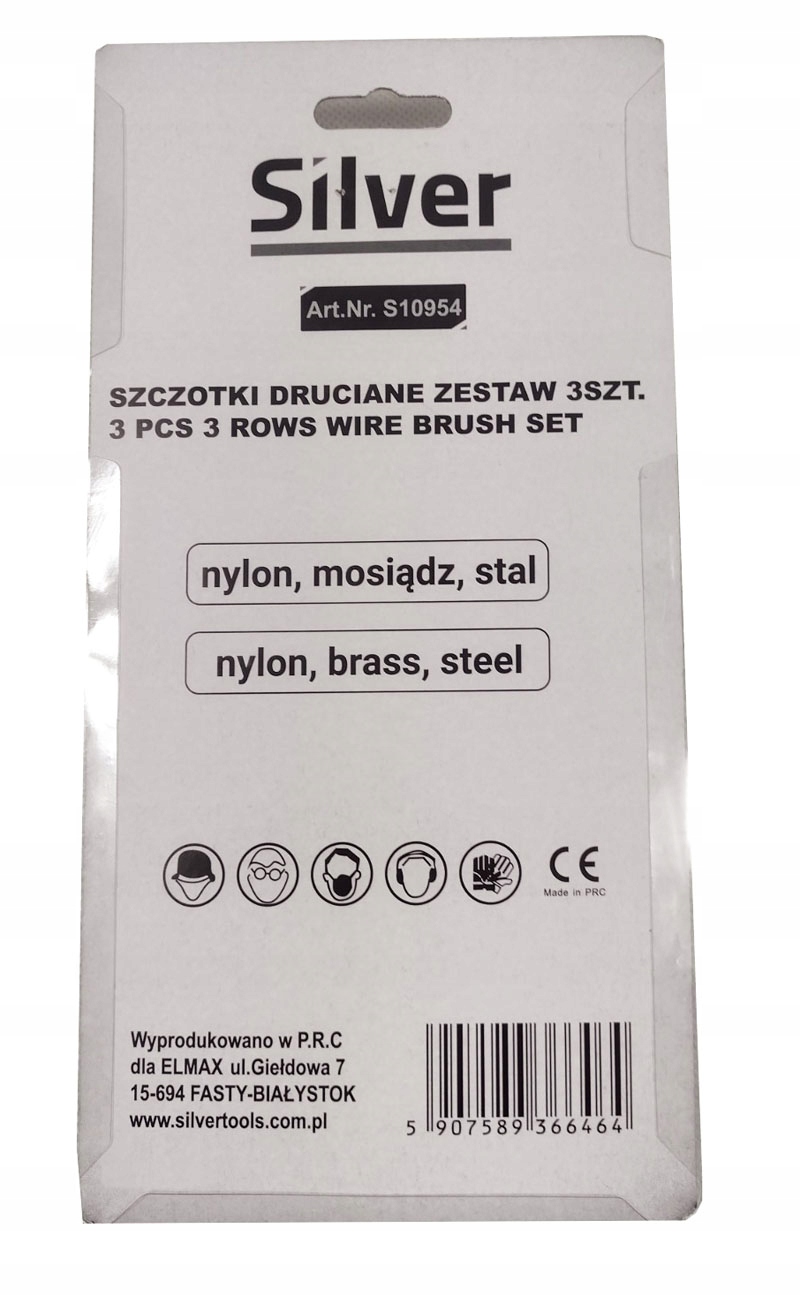 Silver
Art.Nr. S10954
SZCZOTKI DRUCIANE ZESTAW 3SZT.
3 PCS 3 ROWS WIRE BRUSH SET
nylon, mosiądz, stal
nylon, brass, steel
CE
Made in PRC
Wyprodukowano w P.R.C
dla ELMAX ul.Giełdowa 7
15-694 FASTY-BIAŁYSTOK
www.silvertools.com.pl
5 907589 366464